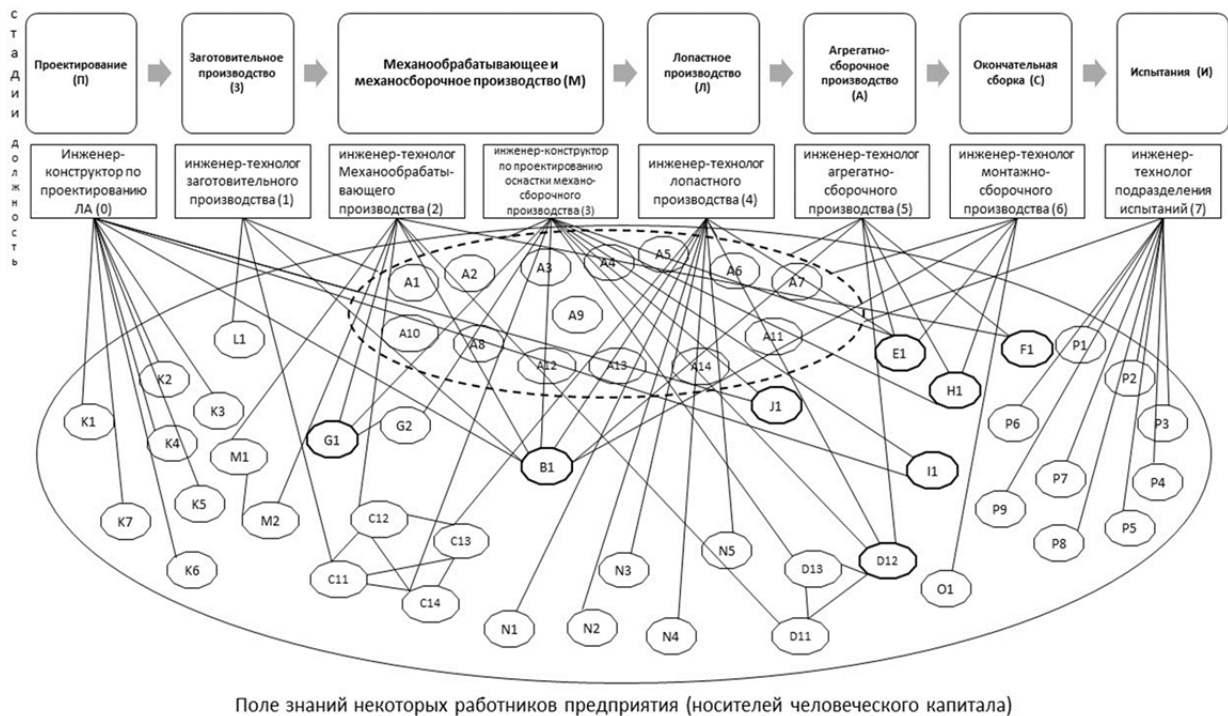 стадии
Проектирование
(П)
Заготовительное
производство
(З)
Механообрабатывающее и
механосборочное производство (М)
Лопастное
производство
(Л)
Агрегатно-
сборочное
производство
(А)
Окончательная
сборка (С)
Испытания (И)
должность
Инженер-
конструктор по
проектированию
ЛА (0)
инженер-технолог
заготовительного
производства (1)
инженер-технолог
Механообрабаты-
вающего
производства (2)
инженер-конструктор
по проектированию
оснастки механо-
сборочного
производства (3)
инженер-технолог
лопастного
производства (4)
инженер-технолог
агрегатно-
сборочного
производства (5)
инженер-технолог
монтажно-
сборочного
производства (6)
инженер-
технолог
подразделения
испытаний (7)
A1
A2
A3
A4
A5
A6
A7
A9
A10
A8
A12
A13
A14
A11
L1
E1
F1
P1
K2
K3
K1
K4
G1
G2
J1
H1
P2
P6
P3
M1
B1
I1
P7
P4
K7
K5
M2
C12
C13
P9
P8
P5
K6
C11
C14
N3
N5
D13
D12
O1
N1
N2
N4
D11
Поле знаний некоторых работников предприятия (носителей человеческого капитала)